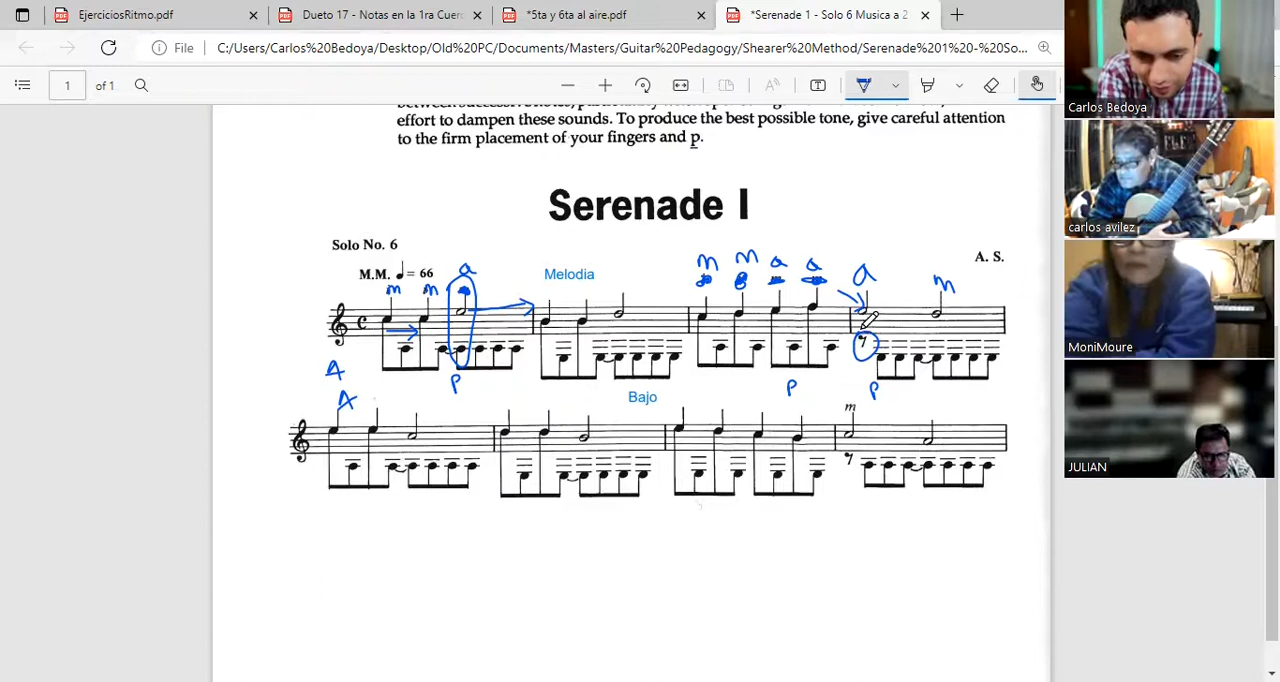 EjerciciosRitmo.pdf
Dueto 17 - Notas en la 1ra Cuer
*5ta y 6ta al aire.pdf
*Serenade 1 - Solo 6 Musica a 2
File
C:/Users/Carlos%20Bedoya/Desktop/Old%20PC/Documents/Masters/Guitar%20Pedagogy/Shearer%20Method/Serenade%201%20-%20So...
1 of 1
effort to dampen these sounds. To produce the best possible tone, give careful attention
to the firm placement of your fingers and p.
Serenade I
Solo No. 6
A. S.
M.M. ♩= 66
Melodia
m m a
m m a a a m
p
p
p
A
A
Bajo
m
Carlos Bedoya
carlos avilez
MoniMoure
JULIAN